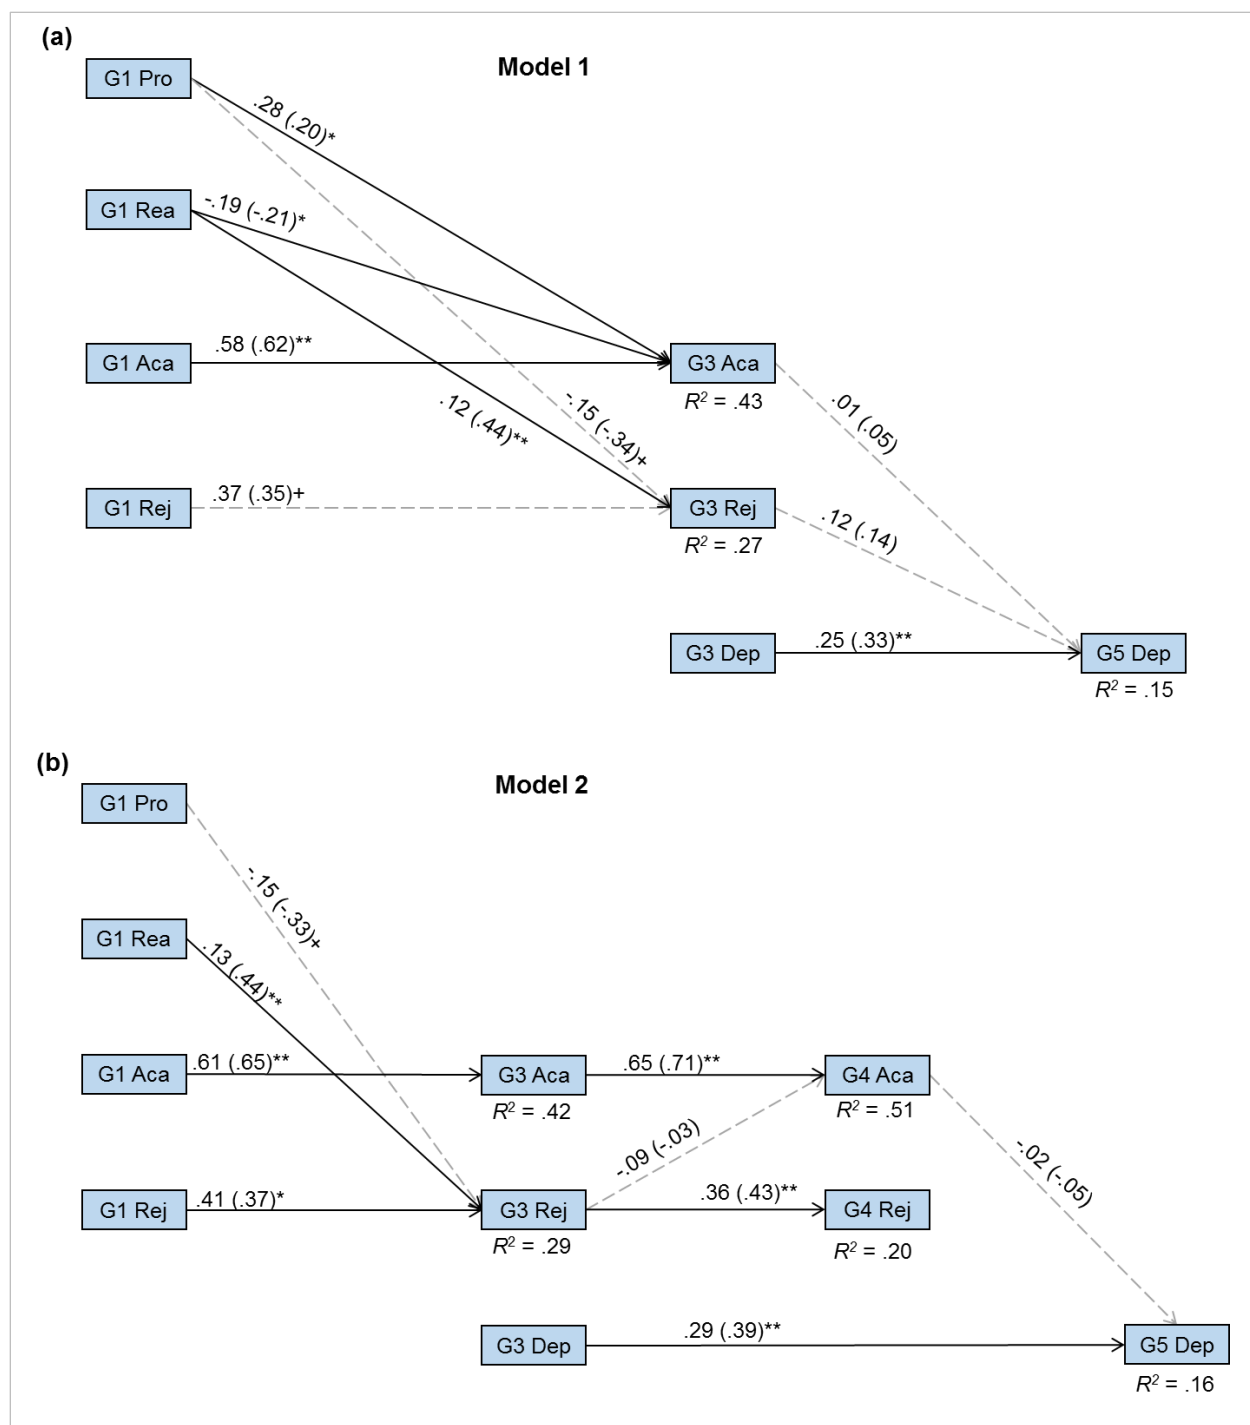 (a)
Model 1
G1 Pro
.28 (.20)*
G1 Rea
-.19 (-.21)*
G1 Aca
.58 (.62)**
G3 Aca
R² = .43
.12 (.44)**
-.15 (-.34)+
.01 (.05)
G1 Rej
.37 (.35)+
G3 Rej
R² = .27
.12 (.14)
G3 Dep
.25 (.33)**
G5 Dep
R² = .15
(b)
Model 2
G1 Pro
-.15 (-.33)+
G1 Rea
.13 (.44)**
G1 Aca
.61 (.65)**
G3 Aca
R² = .42
.65 (.71)**
G4 Aca
R² = .51
-.09 (-.03)
-.02 (-.05)
G1 Rej
.41 (.37)*
G3 Rej
R² = .29
.36 (.43)**
G4 Rej
R² = .20
G3 Dep
.29 (.39)**
G5 Dep
R² = .16